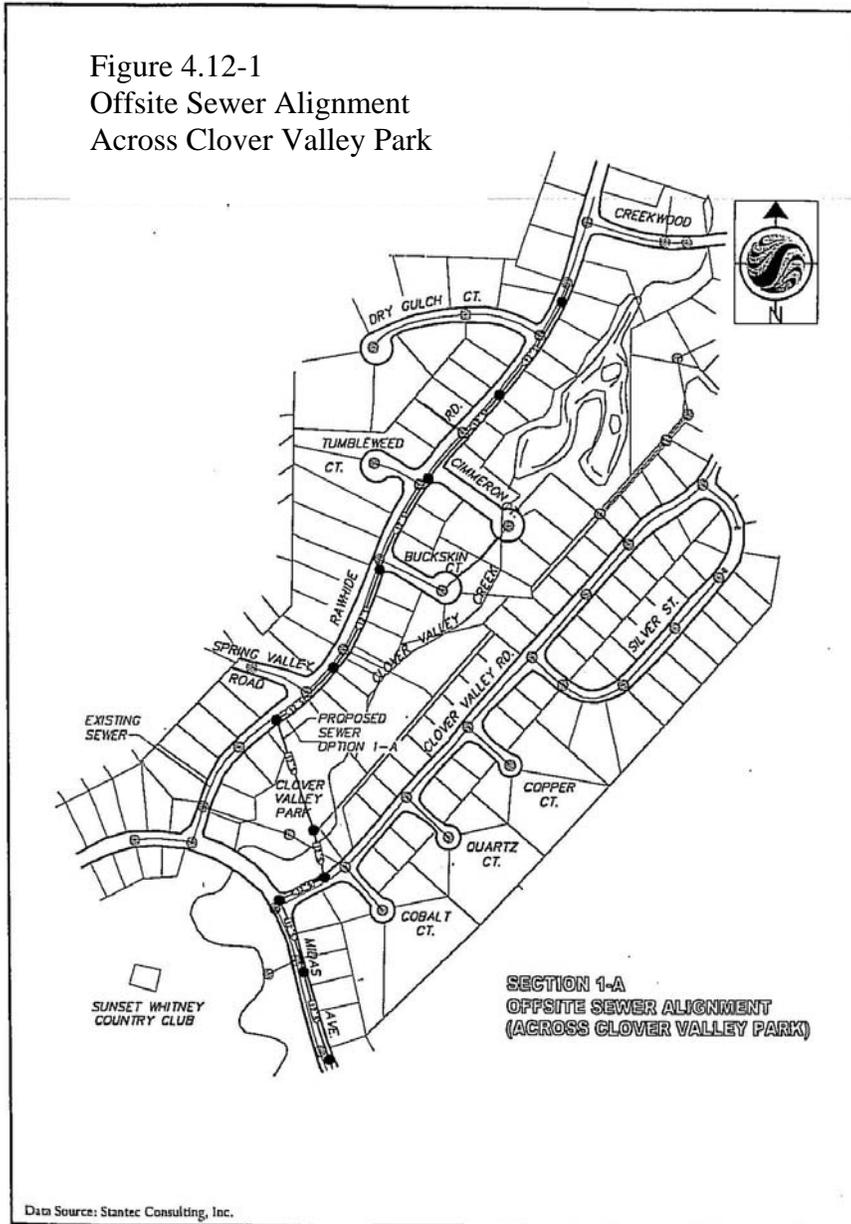 Figure 4.12-1
Offsite Sewer Alignment
Across Clover Valley Park
CREEKWOOD
N
DRY GULCH CT.
RD.
TUMBLEWEED
CT.
CIMMERON
CT.
BUCKSKIN
CT
RAWHIDE
CLOVER VALLEY CREEK
SPRING VALLEY
ROAD
SILVER ST.
CLOVER VALLEY RD.
EXISTING
SEWER
PROPOSED
SEWER
OPTION 1-A
CLOVER
VALLEY
PARK
COPPER
CT.
QUARTZ
CT.
COBALT
CT.
MIDAS AVE.
SUNSET WHITNEY
COUNTRY CLUB
SECTION 1-A
OFFSITE SEWER ALIGNMENT
(ACROSS CLOVER VALLEY PARK)
Data Source: Stantec Consulting, Inc.